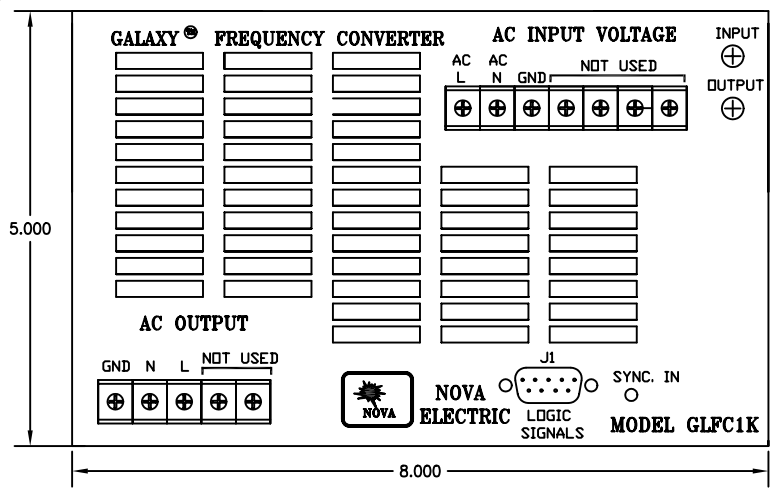 GALAXY ® FREQUENCY CONVERTER
AC INPUT VOLTAGE
INPUT
AC AC
L N GND NOT USED
OUTPUT
5.000
AC OUTPUT
GND N L NOT USED
NOVA
NOVA
ELECTRIC
J1
LOGIC
SIGNALS
SYNC. IN
MODEL GLFC1K
8.000